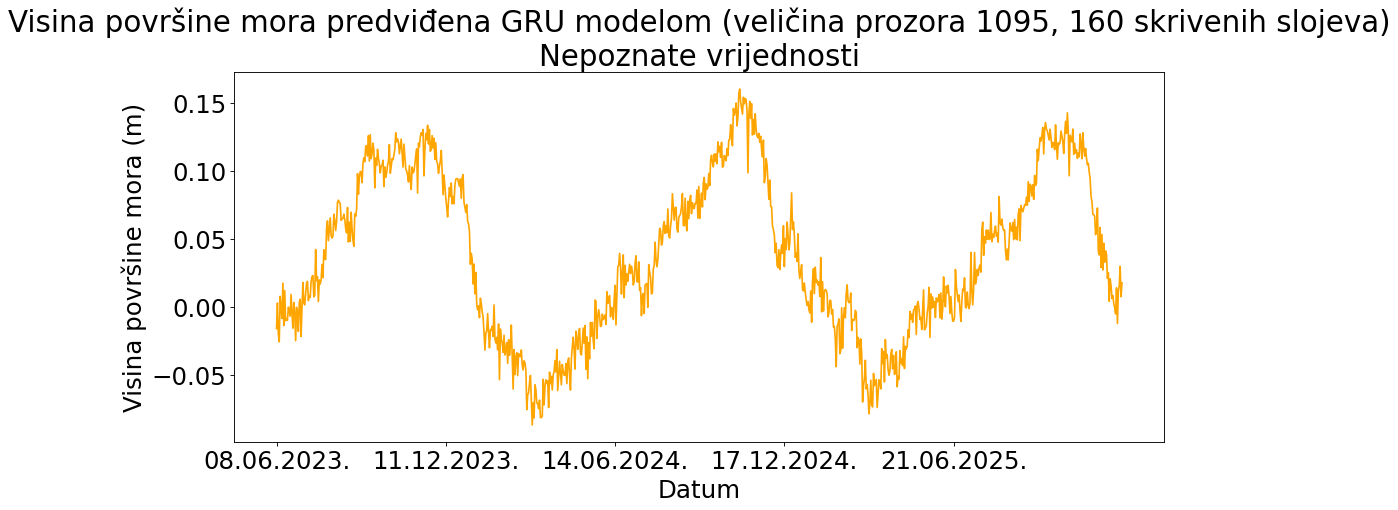 Visina površine mora predviđena GRU modelom (veličina prozora 1095, 160 skrivenih slojeva)
Nepoznate vrijednosti
Visina površine mora (m)
0.15
0.10
0.05
0.00
−0.05
08.06.2023. 11.12.2023. 14.06.2024. 17.12.2024. 21.06.2025.
Datum